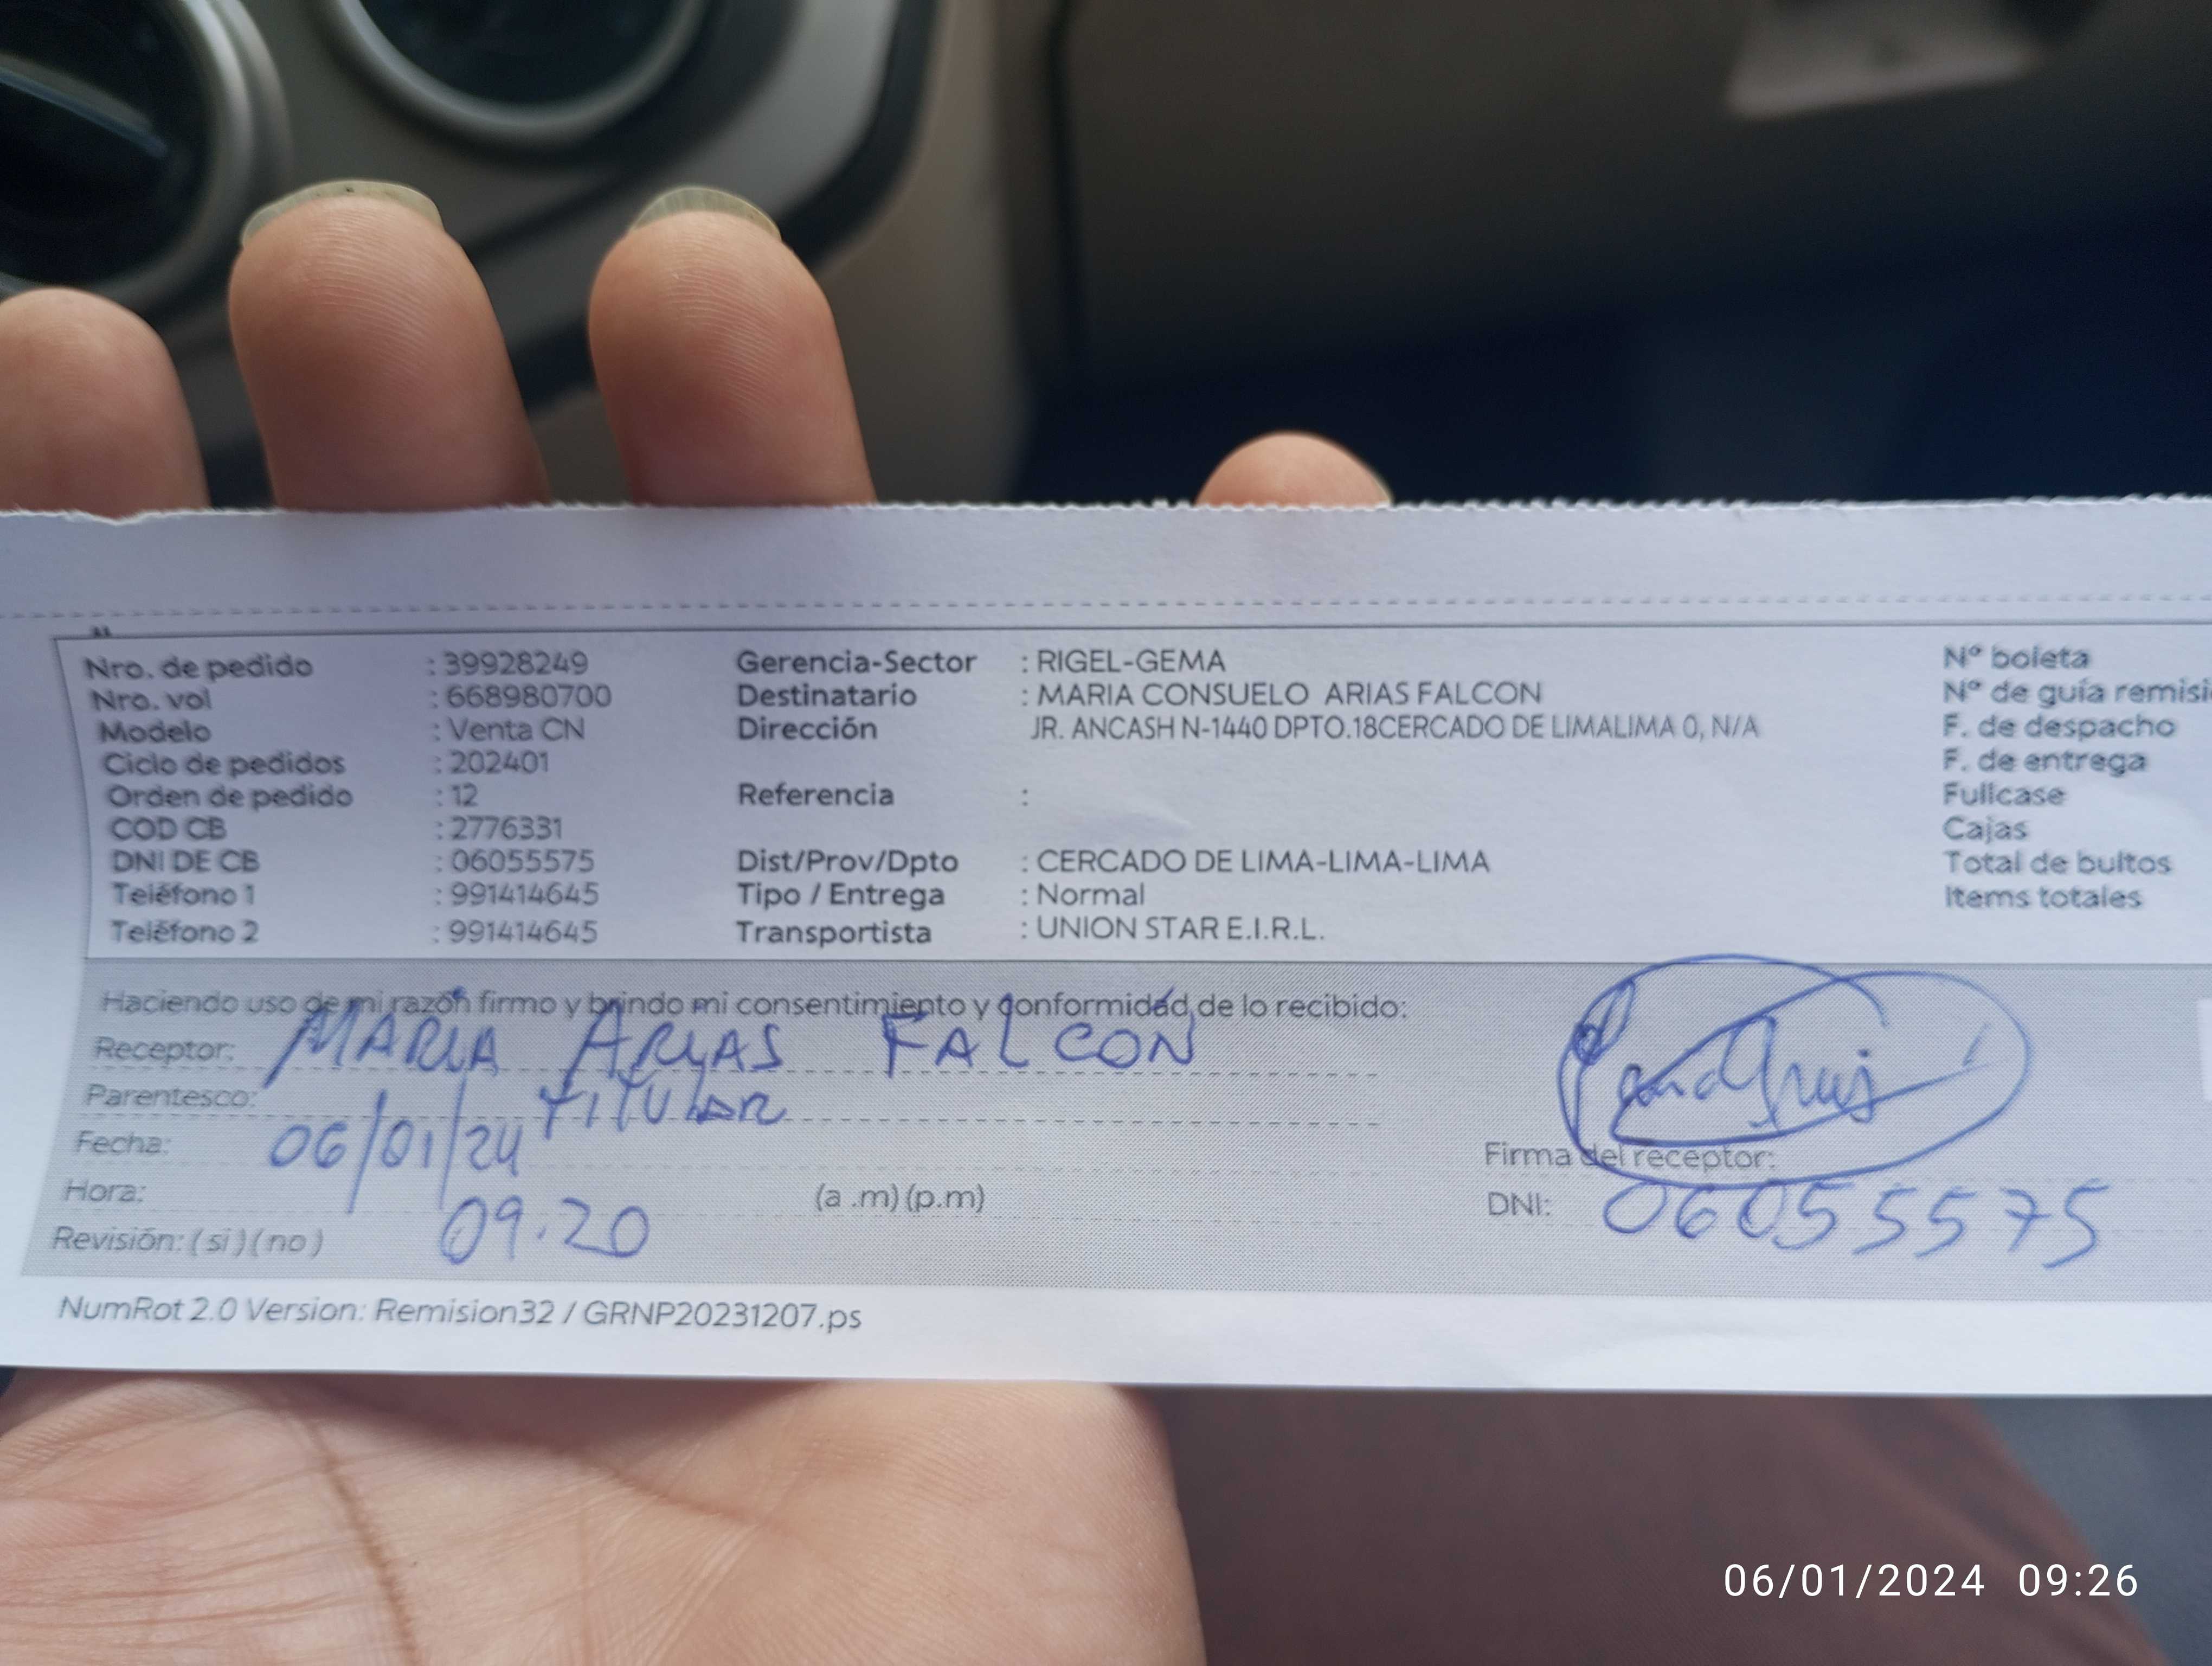 Nro. de pedido : 39928249 Gerencia-Sector : RIGEL-GEMA Nº boleta
Nro. vol : 668980700 Destinatario : MARIA CONSUELO ARIAS FALCON Nº de guía remisi
Modelo : Venta CN Dirección JR. ANCASH N-1440 DPTO.18CERCADO DE LIMALIMA 0, N/A F. de despacho
Ciclo de pedidos : 202401 F. de entrega
Orden de pedido : 12 Referencia : Fullcase
COD CB : 2776331 Cajas
DNI DE CB : 06055575 Dist/Prov/Dpto : CERCADO DE LIMA-LIMA-LIMA Total de bultos
Teléfono 1 : 991414645 Tipo / Entrega : Normal Items totales
Teléfono 2 : 991414645 Transportista : UNION STAR E.I.R.L.
Haciendo uso de mi razón firmo y brindo mi consentimiento y conformidad de lo recibido:
Receptor: MARIA ARIAS FALCON
Parentesco: TITULAR
Fecha: 06/01/24 Firma del receptor:
Hora: 09.20 (a .m) (p.m) DNI: 06055575
Revisión: ( si ) ( no )
NumRot 2.0 Version: Remision32 / GRNP20231207.ps
06/01/2024 09:26